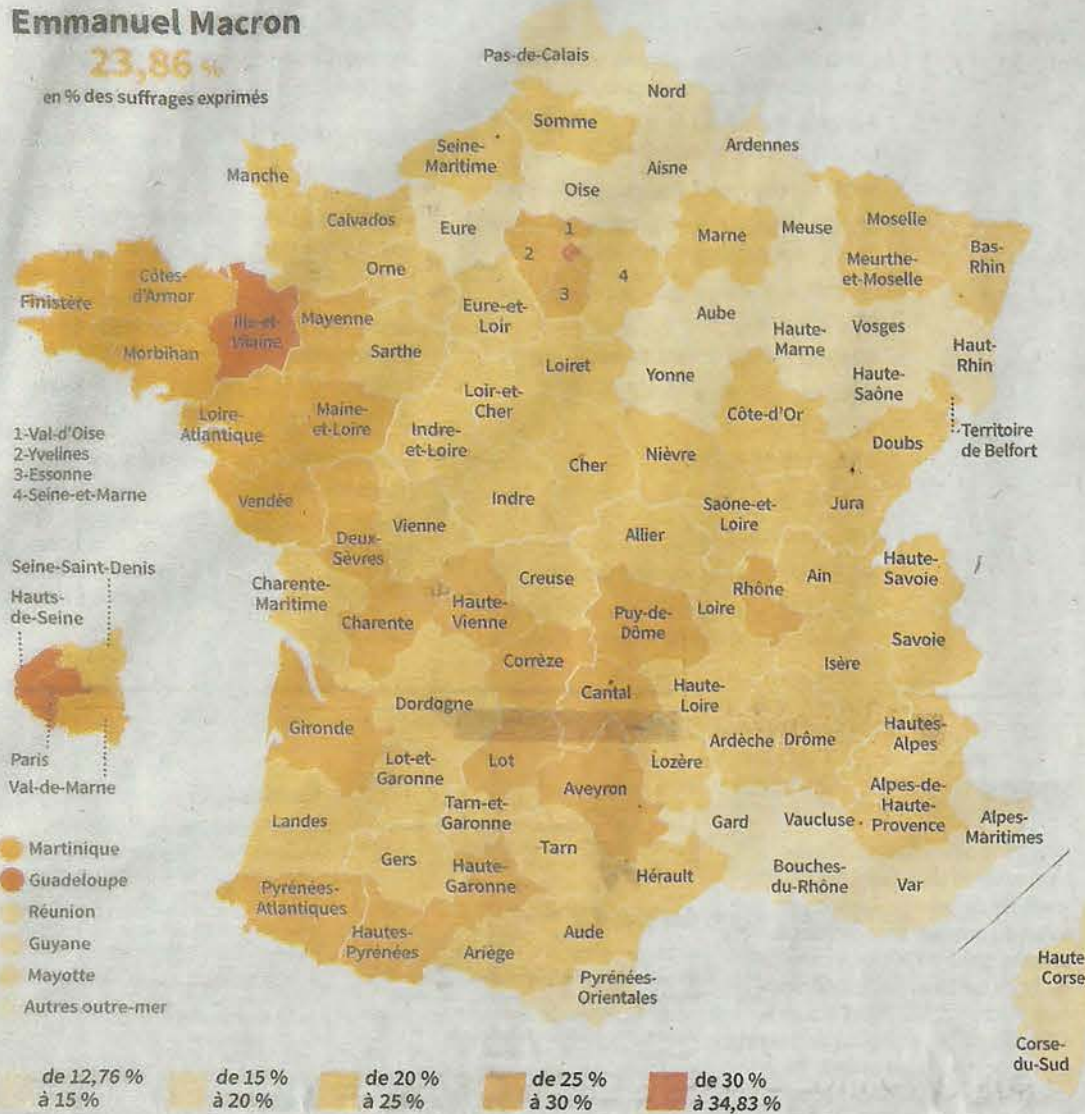 Emmanuel Macron
23,86 %
en % des suffrages exprimés
Pas-de-Calais
Nord
Somme
Seine-
Maritime
Ardennes
Aisne
Manche
Oise
Calvados
Eure
1
2
3
4
Marne
Meuse
Moselle
Meurthe-
et-Moselle
Bas-
Rhin
Orne
Côtes-
d'Armor
Finistère
Ille-et-
Vilaine
Mayenne
Eure-et-
Loir
Aube
Haute-
Marne
Vosges
Haut-
Rhin
Morbihan
Sarthe
Loiret
Yonne
Haute-
Saône
Loir-et-
Cher
Loire-
Atlantique
Maine-
et-Loire
Indre-
et-Loire
Côte-d'Or
Territoire
de Belfort
Doubs
1-Val-d'Oise
2-Yvelines
3-Essonne
4-Seine-et-Marne
Cher
Nièvre
Vendée
Indre
Saône-et-
Loire
Jura
Vienne
Deux-
Sèvres
Allier
Seine-Saint-Denis
Hauts-
de-Seine
Paris
Val-de-Marne
Charente-
Maritime
Creuse
Haute-
Vienne
Charente
Puy-de-
Dôme
Loire
Rhône
Ain
Haute-
Savoie
Savoie
Isère
Corrèze
Cantal
Haute-
Loire
Dordogne
Gironde
Ardèche
Drôme
Hautes-
Alpes
Lot-et-
Garonne
Lot
Aveyron
Lozère
Alpes-de-
Haute-
Provence
Landes
Tarn-et-
Garonne
Gard
Vaucluse
Alpes-
Maritimes
Tarn
Gers
Haute-
Garonne
Hérault
Bouches-
du-Rhône
Var
Pyrénées-
Atlantiques
Hautes-
Pyrénées
Ariège
Aude
Pyrénées-
Orientales
Haute
Corse
Corse-
du-Sud
Martinique
Guadeloupe
Réunion
Guyane
Mayotte
Autres outre-mer
de 12,76 %
à 15 %
de 15 %
à 20 %
de 20 %
à 25 %
de 25 %
à 30 %
de 30 %
à 34,83 %